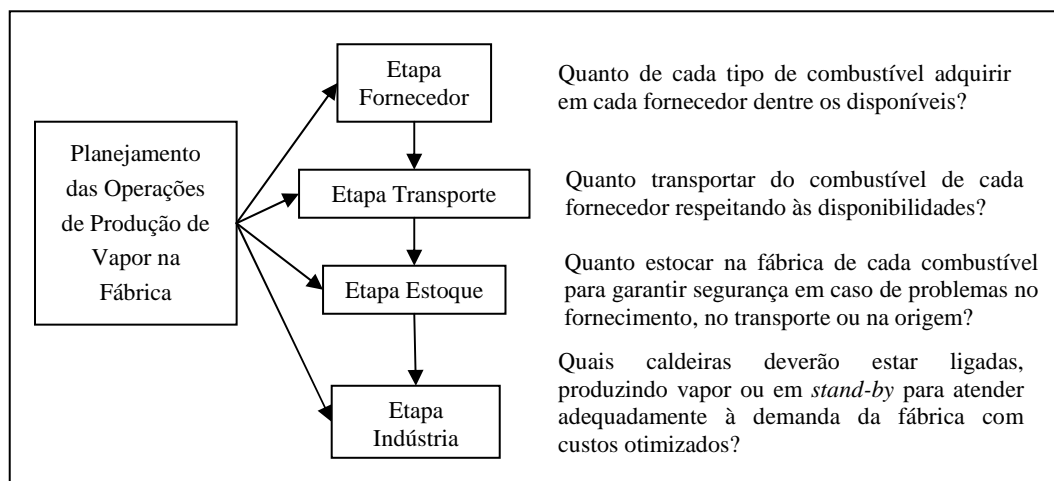 Planejamento
das Operações
de Produção de
Vapor na
Fábrica
Etapa
Fornecedor
Quanto de cada tipo de combustível adquirir
em cada fornecedor dentre os disponíveis?
Etapa Transporte
Quanto transportar do combustível de cada
fornecedor respeitando às disponibilidades?
Etapa Estoque
Quanto estocar na fábrica de cada combustível
para garantir segurança em caso de problemas no
fornecimento, no transporte ou na origem?
Etapa
Indústria
Quais caldeiras deverão estar ligadas,
produzindo vapor ou em stand-by para atender
adequadamente à demanda da fábrica com
custos otimizados?